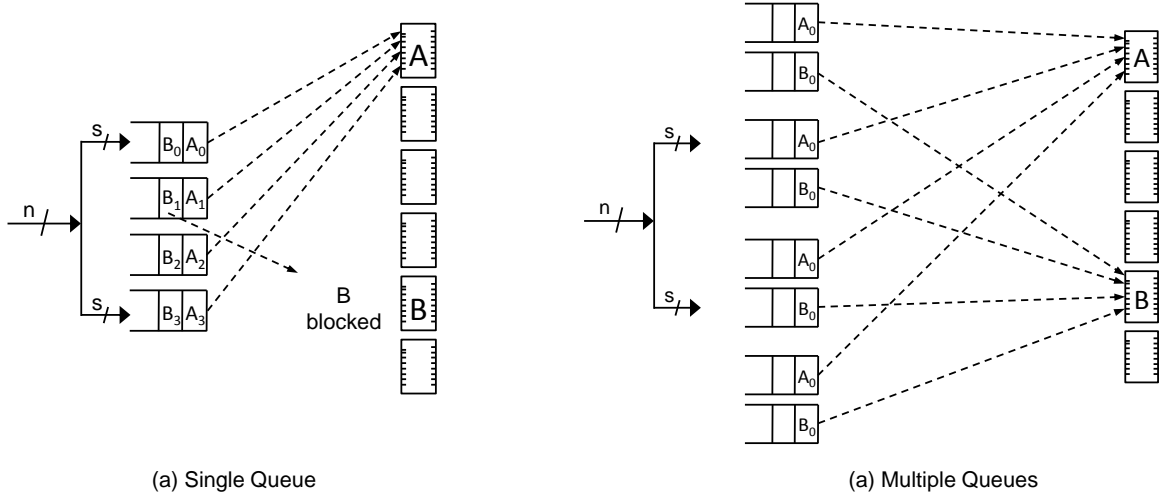 A
s
B0 A0
B1 A1
n
B2 A2
s
B3 A3
B
blocked
B
(a) Single Queue
A0
B0
A
s
A0
B0
n
A0
s
B0
B
A0
B0
(a) Multiple Queues